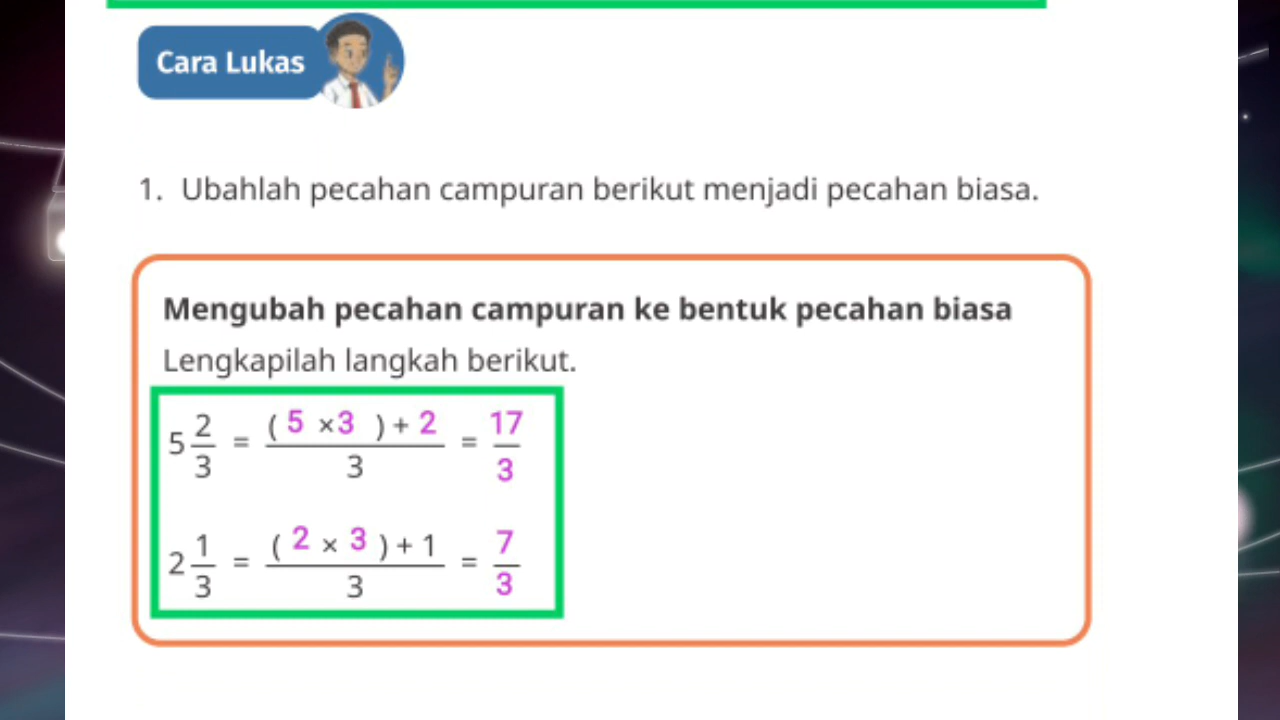 Cara Lukas
1. Ubahlah pecahan campuran berikut menjadi pecahan biasa.
Mengubah pecahan campuran ke bentuk pecahan biasa
Lengkapilah langkah berikut.
5 2/3 = (5 ×3 ) + 2 / 3 = 17/3
2 1/3 = (2 × 3) + 1 / 3 = 7/3